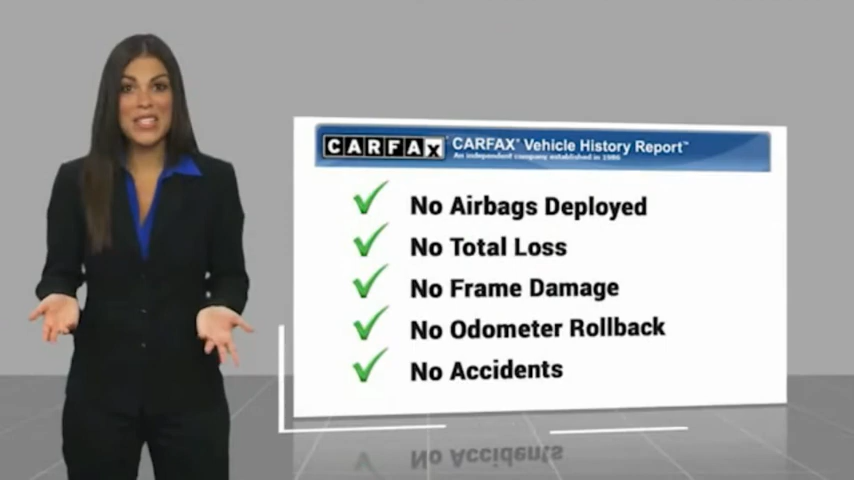 CARFAX CARFAX® Vehicle History Report™
An independent company established in 1986
No Airbags Deployed
No Total Loss
No Frame Damage
No Odometer Rollback
No Accidents
No Accidents